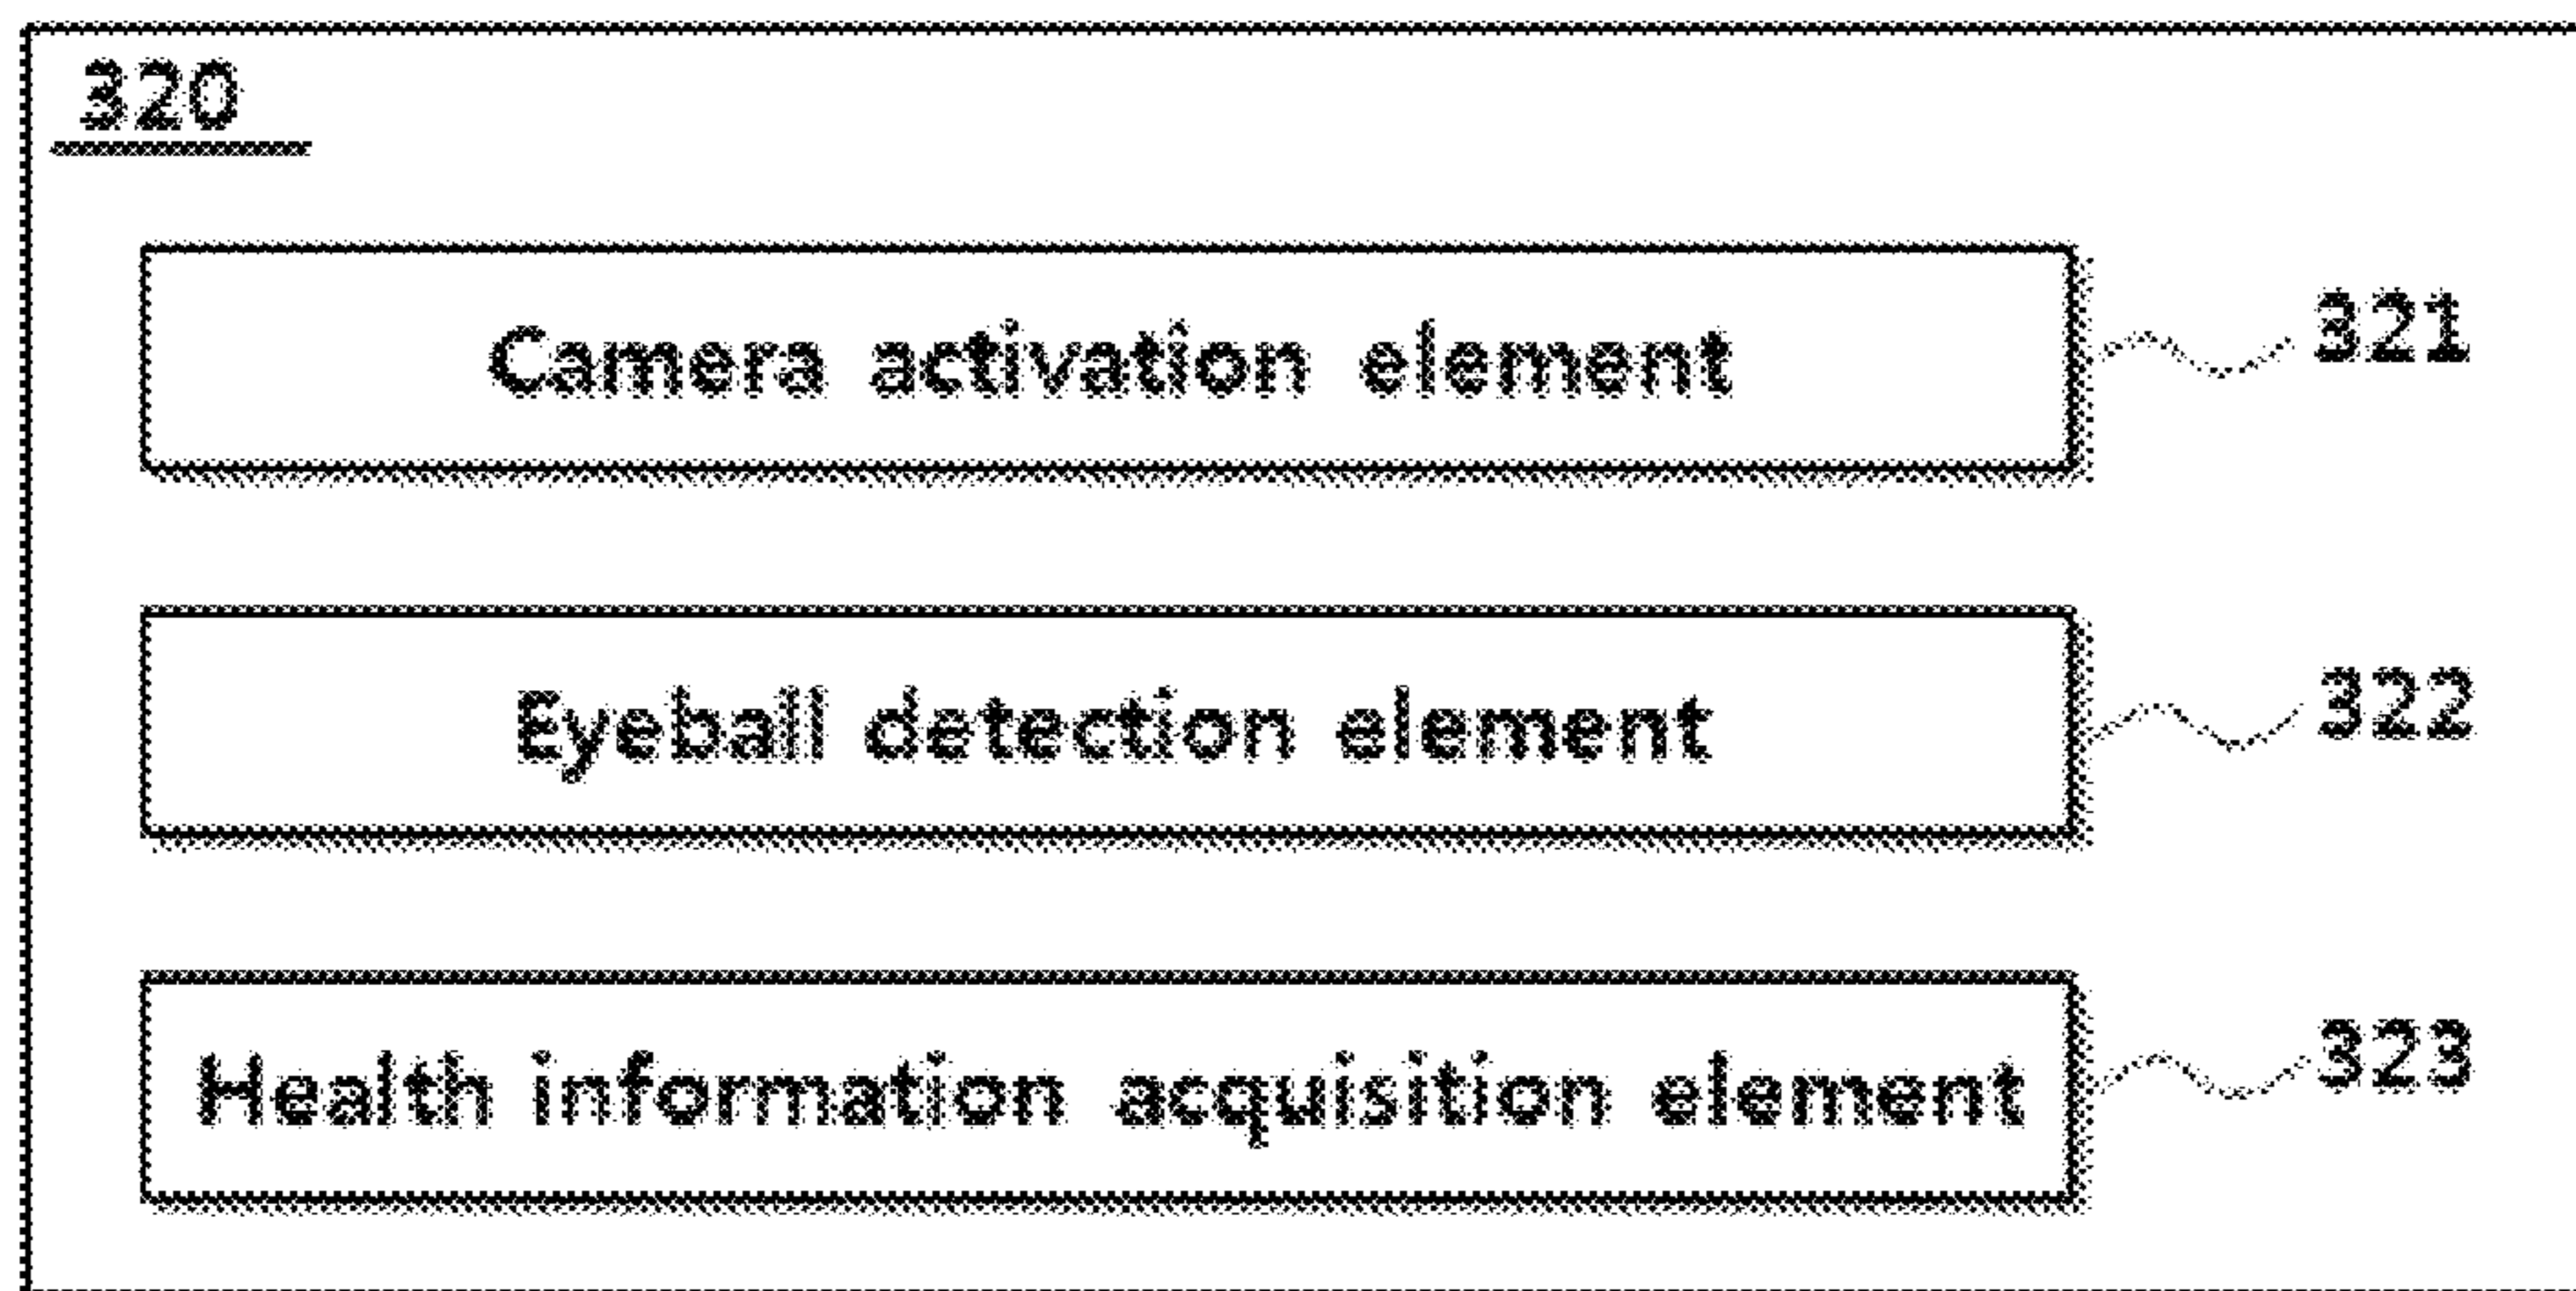 320
Camera activation element 321
Eyeball detection element 322
Health information acquisition element 323